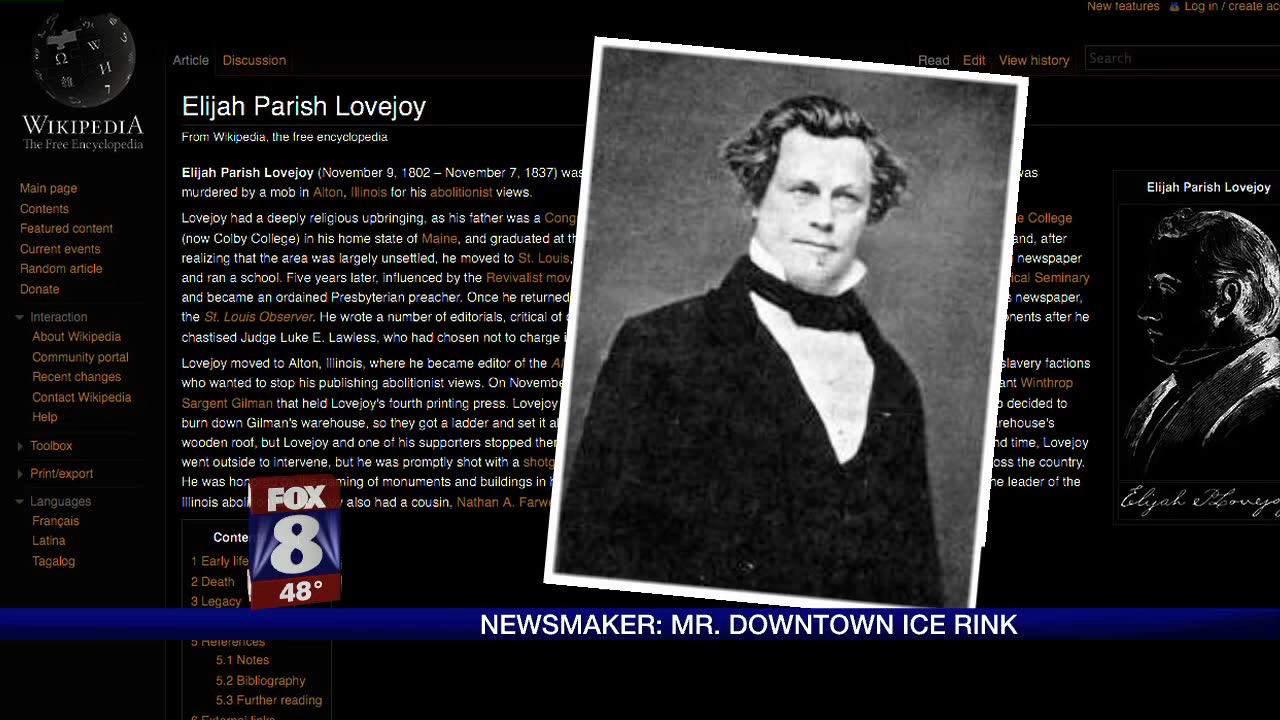 New features Log in / create ac
WIKIPEDIA
The Free Encyclopedia
Main page
Contents
Featured content
Current events
Random article
Donate
Interaction
About Wikipedia
Community portal
Recent changes
Contact Wikipedia
Help
Toolbox
Print/export
Languages
Français
Latina
Tagalog
Article Discussion Read Edit View history Search
Elijah Parish Lovejoy
From Wikipedia, the free encyclopedia
Elijah Parish Lovejoy (November 9, 1802 – November 7, 1837) was was
murdered by a mob in Alton, Illinois for his abolitionist views.
Lovejoy had a deeply religious upbringing, as his father was a Cong e College
(now Colby College) in his home state of Maine, and graduated at th and, after
realizing that the area was largely unsettled, he moved to St. Louis, newspaper
and ran a school. Five years later, influenced by the Revivalist mov ical Seminary
and became an ordained Presbyterian preacher. Once he returned s newspaper,
the St. Louis Observer. He wrote a number of editorials, critical of nents after he
chastised Judge Luke E. Lawless, who had chosen not to charge i
Lovejoy moved to Alton, Illinois, where he became editor of the Al slavery factions
who wanted to stop his publishing abolitionist views. On Novembe ant Winthrop
Sargent Gilman that held Lovejoy's fourth printing press. Lovejoy decided to
burn down Gilman's warehouse, so they got a ladder and set it al rehouse's
wooden roof, but Lovejoy and one of his supporters stopped them nd time, Lovejoy
went outside to intervene, but he was promptly shot with a shotg oss the country.
He was hono naming of monuments and buildings in he leader of the
Illinois aboli also had a cousin, Nathan A. Farw
Elijah Parish Lovejoy
Elijah P Lovejoy
Conte
1 Early life
2 Death
3 Legacy
FOX
8
48°
NEWSMAKER: MR. DOWNTOWN ICE RINK
5 References
5.1 Notes
5.2 Bibliography
5.3 Further reading
6 External links